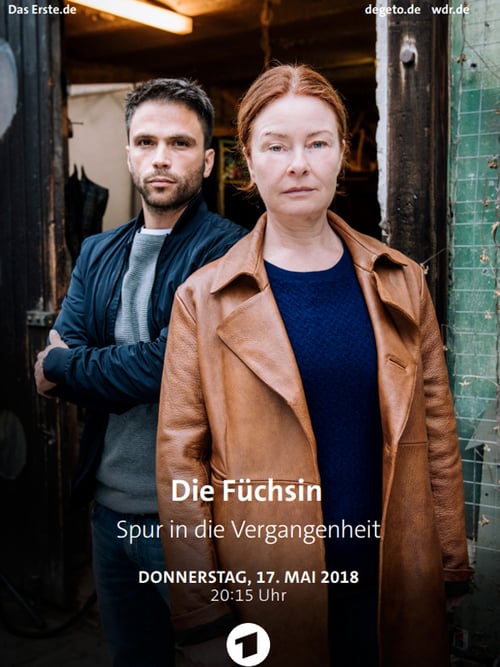 Das Erste.de
degeto.de wdr.de
Die Füchsin
Spur in die Vergangenheit
DONNERSTAG, 17. MAI 2018
20:15 Uhr
1